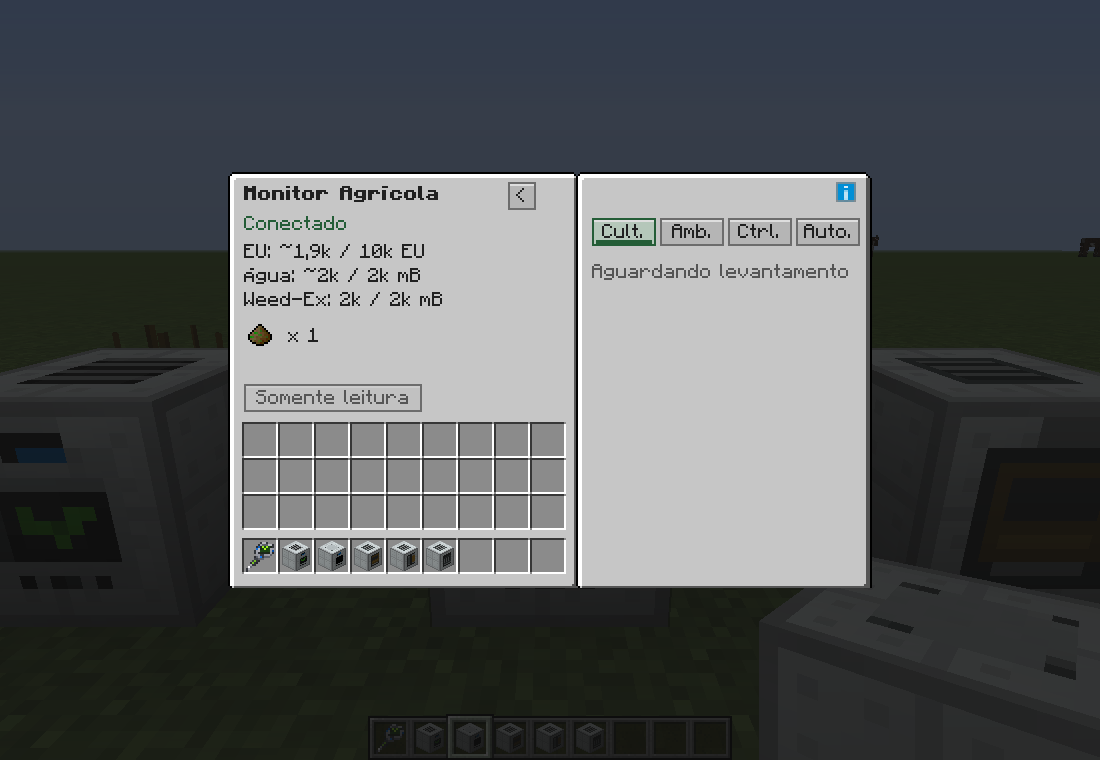 Monitor Agrícola
<
Conectado
EU: ~1,9k / 10k EU
Água: ~2k / 2k mB
Weed-Ex: 2k / 2k mB
x 1
Somente leitura
i
Cult. Amb. Ctrl. Auto.
Aguardando levantamento